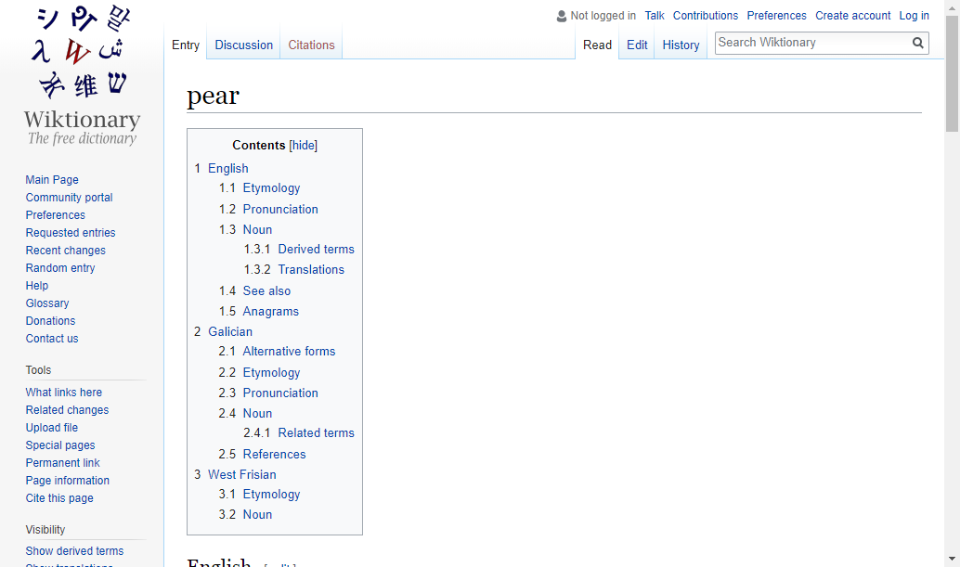 Not logged in Talk Contributions Preferences Create account Log in
Entry Discussion Citations Read Edit History Search Wiktionary
シ 말
λ W ش
维 ש
Wiktionary
The free dictionary
Main Page
Community portal
Preferences
Requested entries
Recent changes
Random entry
Help
Glossary
Donations
Contact us
Tools
What links here
Related changes
Upload file
Special pages
Permanent link
Page information
Cite this page
Visibility
Show derived terms
Show translations
pear
Contents [hide]
1 English
1.1 Etymology
1.2 Pronunciation
1.3 Noun
1.3.1 Derived terms
1.3.2 Translations
1.4 See also
1.5 Anagrams
2 Galician
2.1 Alternative forms
2.2 Etymology
2.3 Pronunciation
2.4 Noun
2.4.1 Related terms
2.5 References
3 West Frisian
3.1 Etymology
3.2 Noun
English [edit]